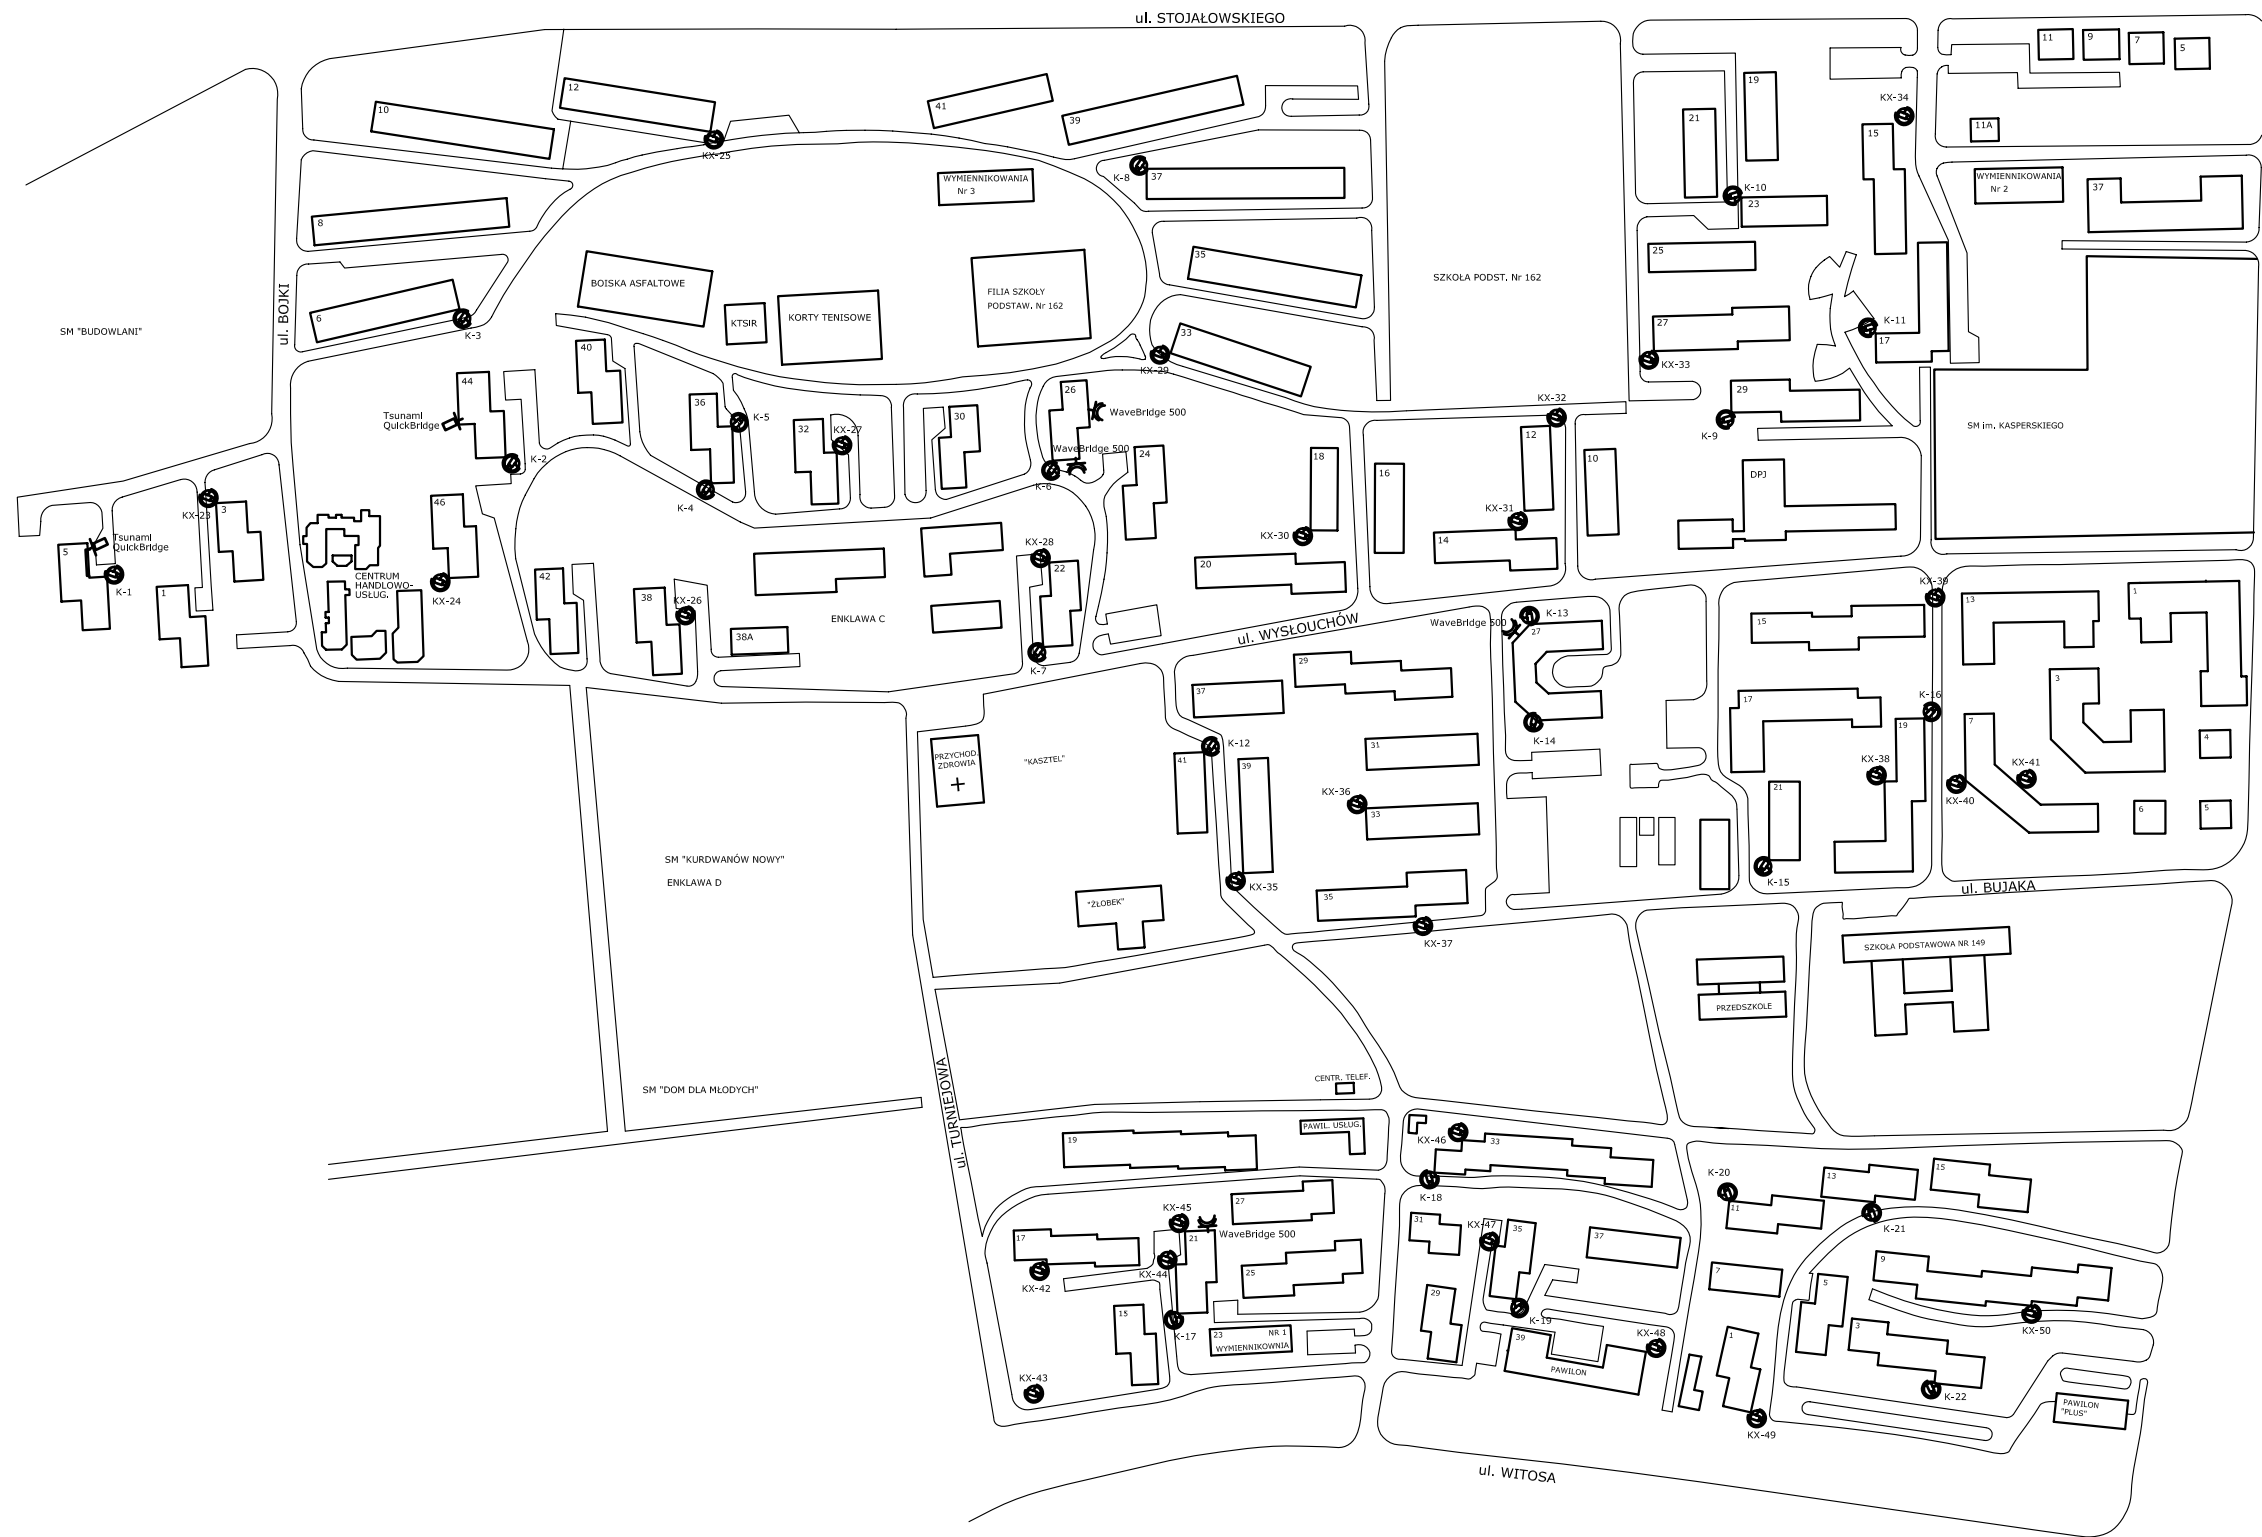 ul. STOJAŁOWSKIEGO
11
9
7
5
12
10
41
39
19
21
KX-34
15
11A
KX-25
K-8
37
WYMIENNIKOWANIA
Nr 3
K-10
23
WYMIENNIKOWANIA
Nr 2
37
8
35
25
BOISKA ASFALTOWE
FILIA SZKOŁY
PODSTAW. Nr 162
SZKOŁA PODST. Nr 162
ul. BOJKI
6
K-3
SM "BUDOWLANI"
KTSIR
KORTY TENISOWE
33
KX-29
27
KX-33
K-11
17
40
44
36
K-5
26
WaveBridge 500
29
K-9
SM im. KASPERSKIEGO
Tsunami
QuickBridge
32
KX-27
30
KX-32
12
WaveBridge 500
24
18
16
10
DPJ
K-2
K-4
K-6
46
KX-23
3
KX-30
KX-31
14
Tsunami
QuickBridge
5
K-1
1
CENTRUM
HANDLOWO-
USŁUG.
KX-24
42
38
KX-26
38A
ENKLAWA C
KX-28
22
K-7
20
ul. WYSŁOUCHÓW
WaveBridge 500
K-13
27
KX-39
15
13
1
29
37
K-14
17
K-16
19
7
3
4
PRZYCHOD.
ZDROWIA
"KASZTEL"
K-12
41
39
31
KX-36
33
21
KX-38
KX-40
KX-41
6
5
SM "KURDWANÓW NOWY"
ENKLAWA D
"ŻŁOBEK"
KX-35
35
KX-37
K-15
ul. BUJAKA
SZKOŁA PODSTAWOWA NR 149
PRZEDSZKOLE
SM "DOM DLA MŁODYCH"
ul. TURNIEJOWA
CENTR. TELEF.
PAWIL. USŁUG.
19
KX-46
33
K-18
K-20
13
15
11
K-21
27
KX-45
WaveBridge 500
17
21
KX-44
KX-42
25
31
KX-47
35
37
7
9
5
15
K-17
23
NR 1
WYMIENNIKOWNIA
29
K-19
39
PAWILON
KX-48
1
3
KX-50
KX-43
K-22
KX-49
PAWILON
"PLUS"
ul. WITOSA